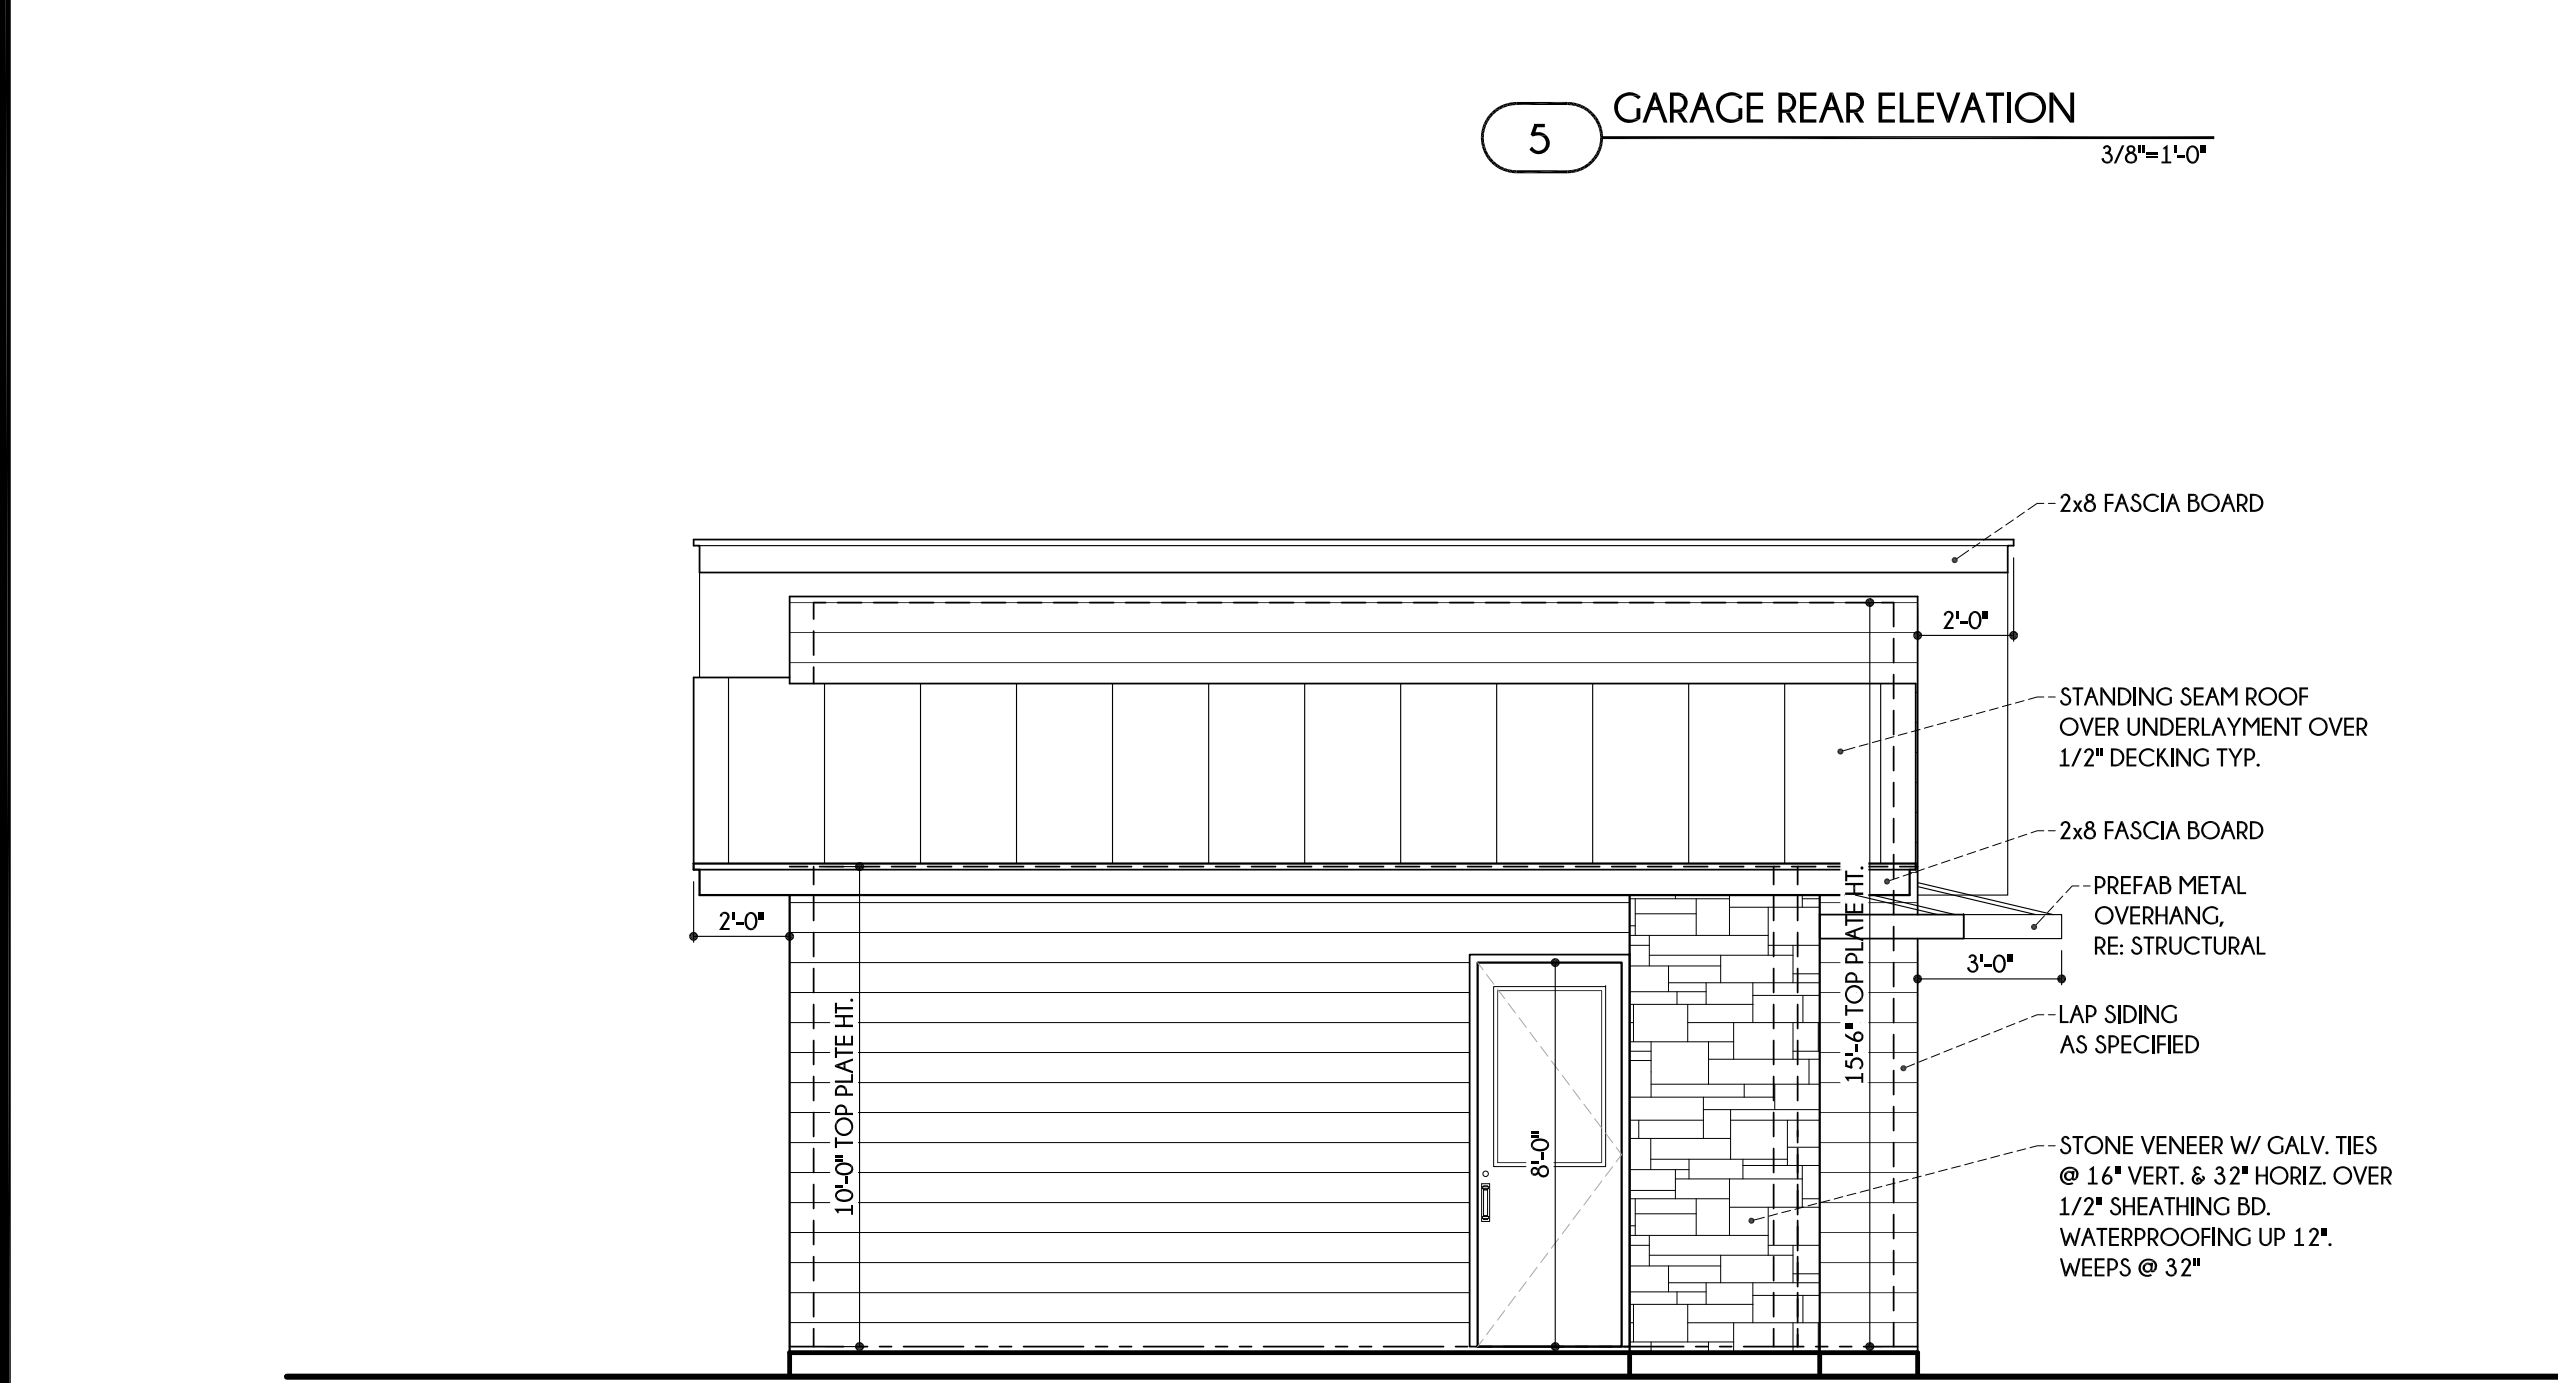 5
GARAGE REAR ELEVATION
3/8"=1'-0"
2x8 FASCIA BOARD
2'-0"
STANDING SEAM ROOF
OVER UNDERLAYMENT OVER
1/2" DECKING TYP.
2x8 FASCIA BOARD
PREFAB METAL
OVERHANG,
RE: STRUCTURAL
2'-0"
3'-0"
10'-0" TOP PLATE HT.
15'-6" TOP PLATE HT.
LAP SIDING
AS SPECIFIED
8'-0"
STONE VENEER W/ GALV. TIES
@ 16" VERT. & 32" HORIZ. OVER
1/2" SHEATHING BD.
WATERPROOFING UP 12".
WEEPS @ 32"